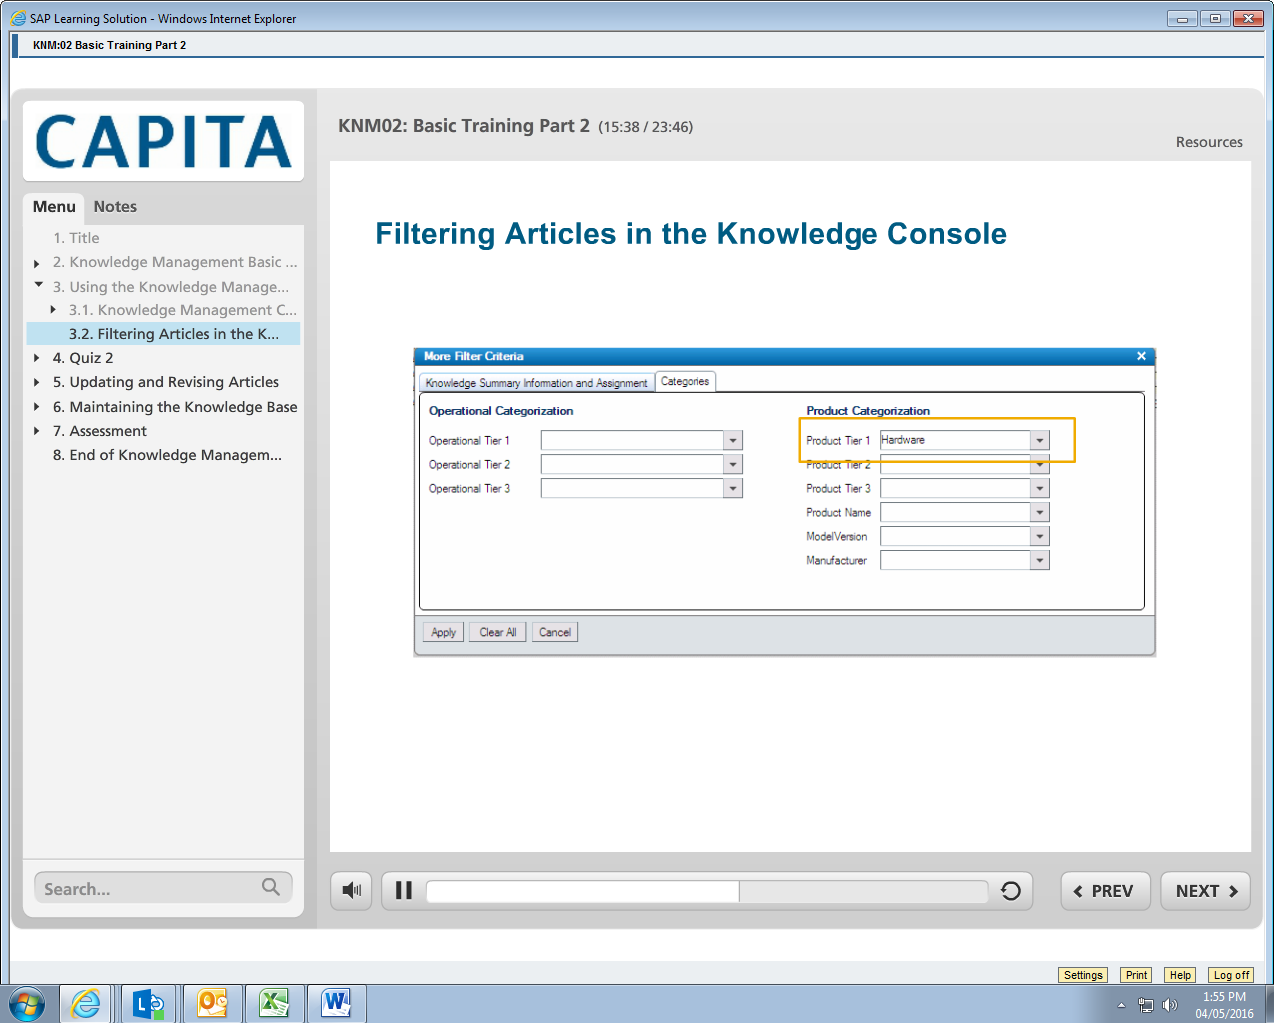 SAP Learning Solution - Windows Internet Explorer
KNM:02 Basic Training Part 2
CAPITA
KNM02: Basic Training Part 2 (15:38 / 23:46)
Resources
Menu Notes
1. Title
2. Knowledge Management Basic ...
3. Using the Knowledge Manage...
3.1. Knowledge Management C...
3.2. Filtering Articles in the K...
4. Quiz 2
5. Updating and Revising Articles
6. Maintaining the Knowledge Base
7. Assessment
8. End of Knowledge Managem...
Search...
Filtering Articles in the Knowledge Console
More Filter Criteria
Knowledge Summary Information and Assignment Categories
Operational Categorization
Operational Tier 1
Operational Tier 2
Operational Tier 3
Product Categorization
Product Tier 1 Hardware
Product Tier 2
Product Tier 3
Product Name
ModelVersion
Manufacturer
Apply Clear All Cancel
PREV NEXT
Settings Print Help Log off
1:55 PM
04/05/2016